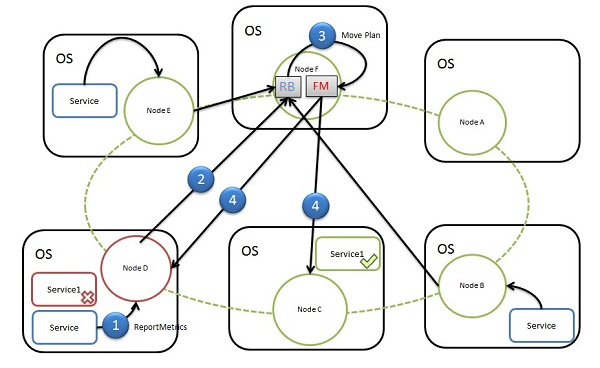 OS
Service
Node E
OS
3
Move Plan
Node F
RB
FM
OS
Node A
2
4
4
OS
Node D
Service1
Service
1
ReportMetrics
OS
Service1
Node C
OS
Node B
Service